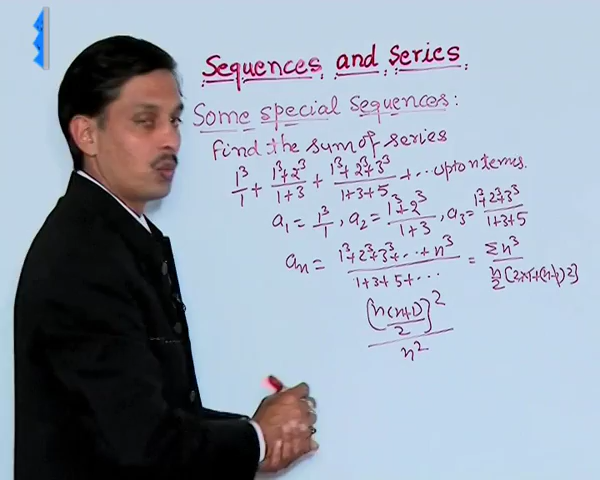 Sequences and Series
Some special sequences:
Find the sum of series
1³/1 + 1³+2³/1+3 + 1³+2³+3³/1+3+5 + ... upto n terms.
a₁ = 1³/1, a₂ = 1³+2³/1+3, a₃ = 1³+2³+3³/1+3+5
aₙ = 1³+2³+3³+...+n³/1+3+5+... = Σn³/n/2[2×1+(n-1)2]
(n(n+1)/2)²/n²